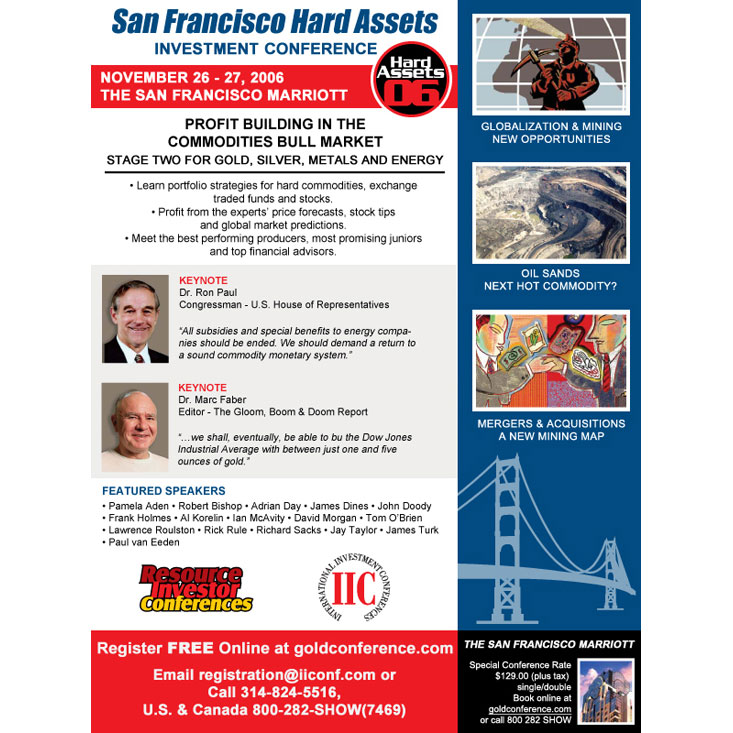 San Francisco Hard Assets
INVESTMENT CONFERENCE
NOVEMBER 26 - 27, 2006
THE SAN FRANCISCO MARRIOTT
Hard
Assets
06
PROFIT BUILDING IN THE
COMMODITIES BULL MARKET
STAGE TWO FOR GOLD, SILVER, METALS AND ENERGY
• Learn portfolio strategies for hard commodities, exchange
traded funds and stocks.
• Profit from the experts' price forecasts, stock tips
and global market predictions.
• Meet the best performing producers, most promising juniors
and top financial advisors.
KEYNOTE
Dr. Ron Paul
Congressman - U.S. House of Representatives
“All subsidies and special benefits to energy compa-
nies should be ended. We should demand a return to
a sound commodity monetary system.”
KEYNOTE
Dr. Marc Faber
Editor - The Gloom, Boom & Doom Report
“…we shall, eventually, be able to bu the Dow Jones
Industrial Average with between just one and five
ounces of gold.”
FEATURED SPEAKERS
• Pamela Aden • Robert Bishop • Adrian Day • James Dines • John Doody
• Frank Holmes • Al Korelin • Ian McAvity • David Morgan • Tom O'Brien
• Lawrence Roulston • Rick Rule • Richard Sacks • Jay Taylor • James Turk
• Paul van Eeden
Resource
Investor
Conferences
INTERNATIONAL INVESTMENT CONFERENCES
IIC
Register FREE Online at goldconference.com
Email registration@iiconf.com or
Call 314-824-5516,
U.S. & Canada 800-282-SHOW(7469)
GLOBALIZATION & MINING
NEW OPPORTUNITIES
OIL SANDS
NEXT HOT COMMODITY?
MERGERS & ACQUISITIONS
A NEW MINING MAP
THE SAN FRANCISCO MARRIOTT
Special Conference Rate
$129.00 (plus tax)
single/double
Book online at
goldconference.com
or call 800 282 SHOW